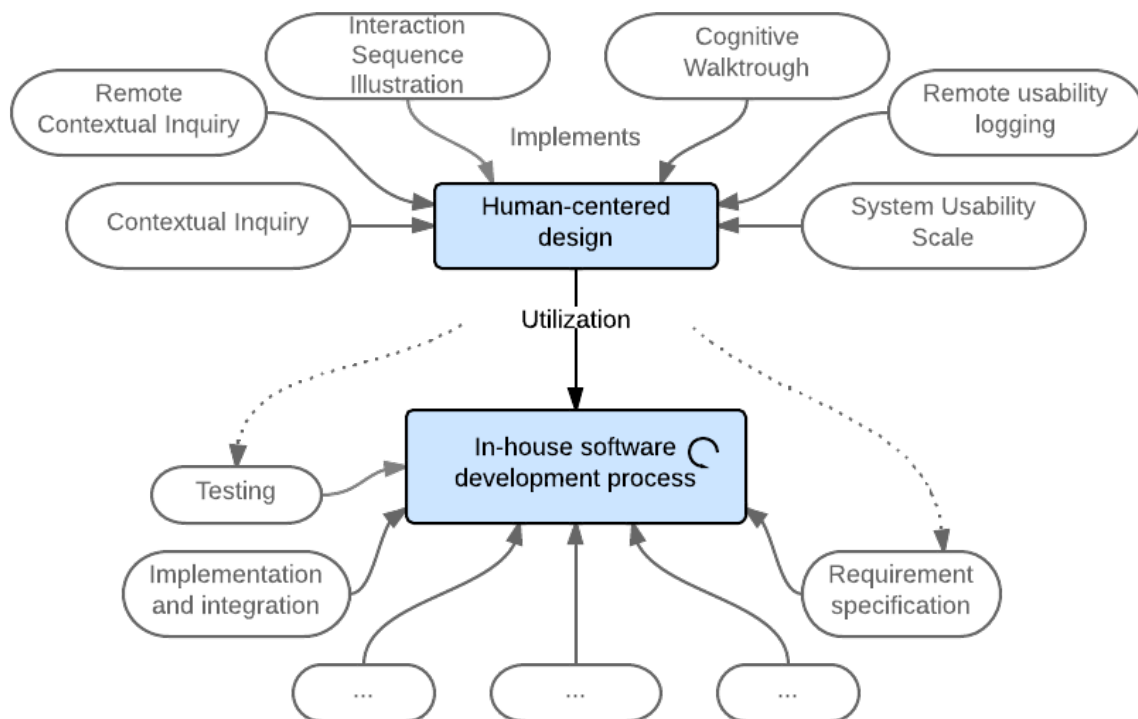 Interaction
Sequence
Illustration
Cognitive
Walktrough
Remote
Contextual Inquiry
Remote usability
logging
Implements
Contextual Inquiry
Human-centered
design
System Usability
Scale
Utilization
In-house software
development process
Testing
Implementation
and integration
Requirement
specification
...
...
...